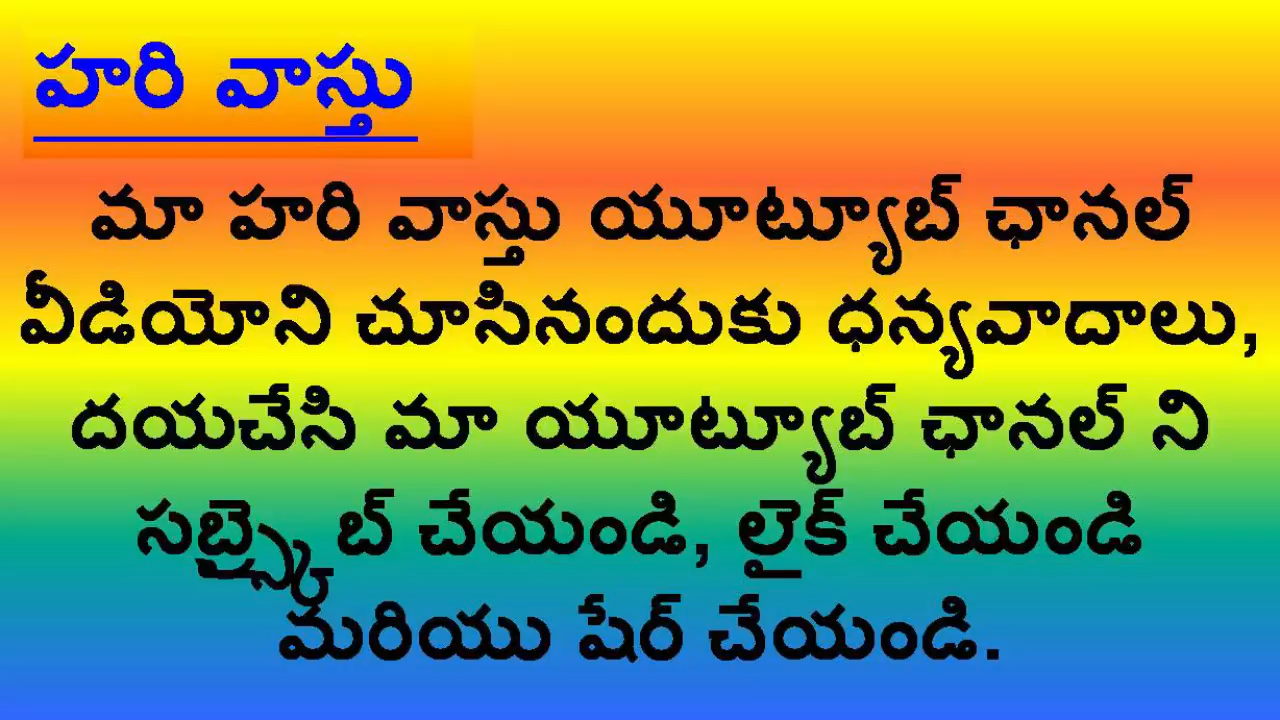 హరి వాస్తు
మా హరి వాస్తు యూట్యూబ్ ఛానల్
వీడియోని చూసినందుకు ధన్యవాదాలు,
దయచేసి మా యూట్యూబ్ ఛానల్ ని
సబ్స్క్రైబ్ చేయండి, లైక్ చేయండి
మరియు షేర్ చేయండి.